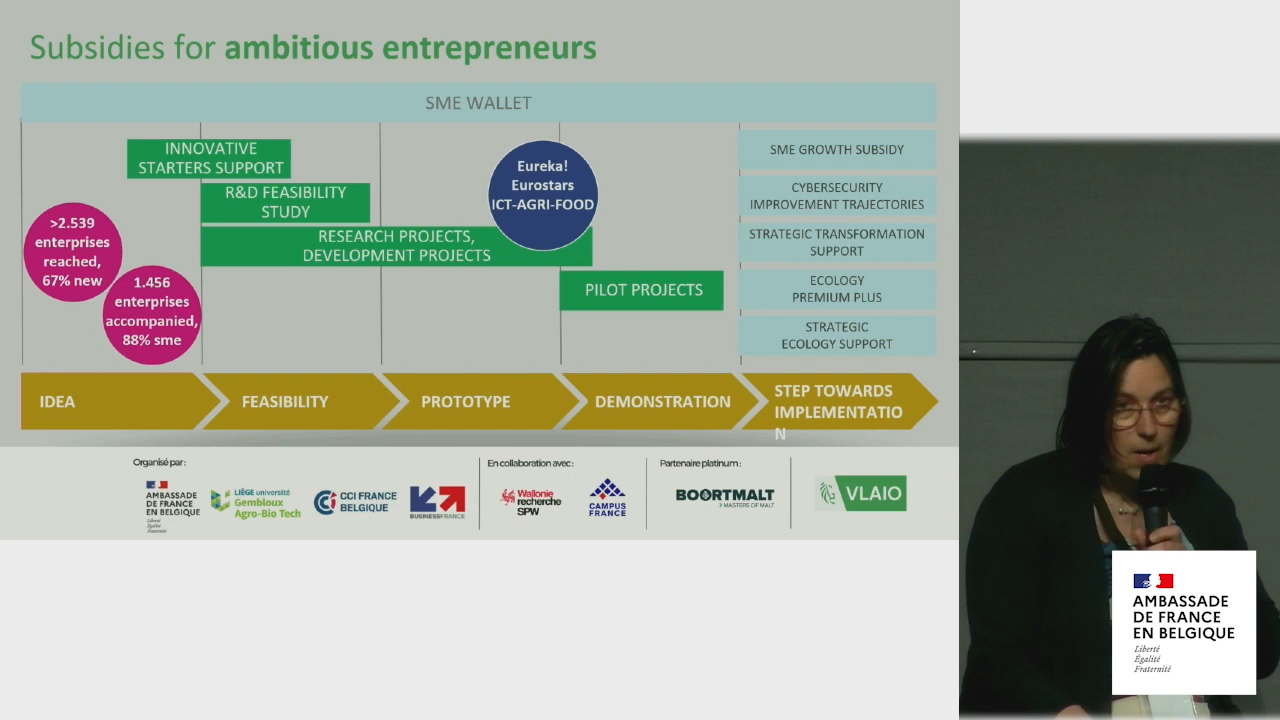 Subsidies for ambitious entrepreneurs
SME WALLET
INNOVATIVE
STARTERS SUPPORT
R&D FEASIBILITY
STUDY
RESEARCH PROJECTS,
DEVELOPMENT PROJECTS
Eureka!
Eurostars
ICT-AGRI-FOOD
PILOT PROJECTS
>2.539
enterprises
reached,
67% new
1.456
enterprises
accompanied,
88% sme
SME GROWTH SUBSIDY
CYBERSECURITY
IMPROVEMENT TRAJECTORIES
STRATEGIC TRANSFORMATION
SUPPORT
ECOLOGY
PREMIUM PLUS
STRATEGIC
ECOLOGY SUPPORT
IDEA
FEASIBILITY
PROTOTYPE
DEMONSTRATION
STEP TOWARDS
IMPLEMENTATIO
N
Organisé par :
AMBASSADE
DE FRANCE
EN BELGIQUE
Liberté
Égalité
Fraternité
LIÈGE université
Gembloux
Agro-Bio Tech
CCI FRANCE
BELGIQUE
BUSINESS FRANCE
En collaboration avec :
Wallonie
recherche
SPW
CAMPUS
FRANCE
Partenaire platinum :
BOORTMALT
MASTERS OF MALT
VLAIO
AMBASSADE
DE FRANCE
EN BELGIQUE
Liberté
Égalité
Fraternité